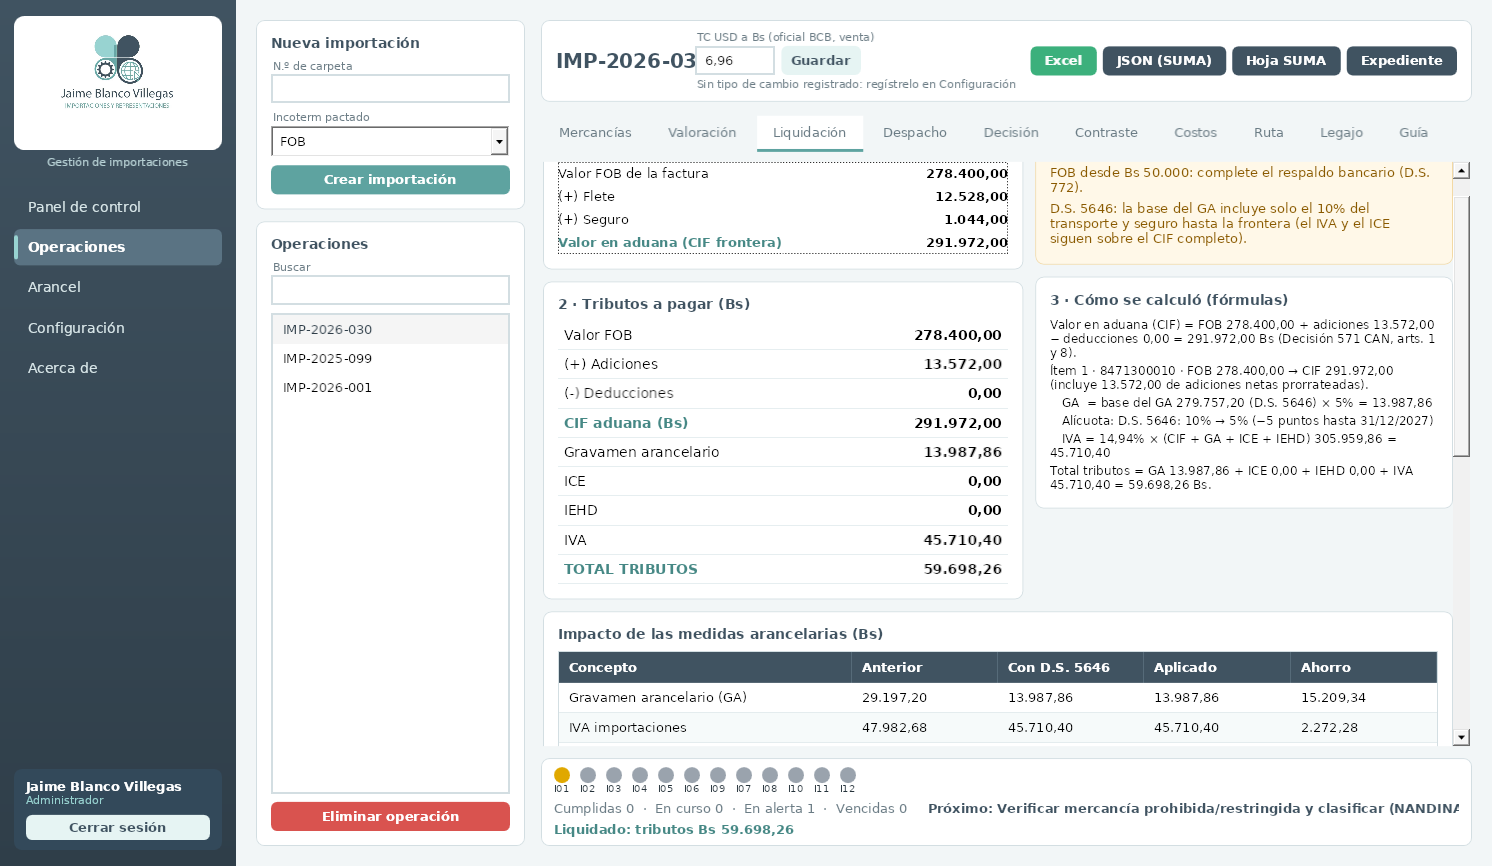 Jaime Blanco Villegas
IMPORTACIONES Y REPRESENTACIONES
Gestión de importaciones
Panel de control
Operaciones
Arancel
Configuración
Acerca de
Jaime Blanco Villegas
Administrador
Cerrar sesión
Nueva importación
N.º de carpeta
Incoterm pactado
FOB
Crear importación
Operaciones
Buscar
IMP-2026-030
IMP-2025-099
IMP-2026-001
Eliminar operación
IMP-2026-03
TC USD a Bs (oficial BCB, venta)
6,96
Guardar
Sin tipo de cambio registrado: regístrelo en Configuración
Excel
JSON (SUMA)
Hoja SUMA
Expediente
Mercancías
Valoración
Liquidación
Despacho
Decisión
Contraste
Costos
Ruta
Legajo
Guía
Valor FOB de la factura 278.400,00
(+) Flete 12.528,00
(+) Seguro 1.044,00
Valor en aduana (CIF frontera) 291.972,00
2 · Tributos a pagar (Bs)
Valor FOB 278.400,00
(+) Adiciones 13.572,00
(-) Deducciones 0,00
CIF aduana (Bs) 291.972,00
Gravamen arancelario 13.987,86
ICE 0,00
IEHD 0,00
IVA 45.710,40
TOTAL TRIBUTOS 59.698,26
FOB desde Bs 50.000: complete el respaldo bancario (D.S.
772).
D.S. 5646: la base del GA incluye solo el 10% del
transporte y seguro hasta la frontera (el IVA y el ICE
siguen sobre el CIF completo).
3 · Cómo se calculó (fórmulas)
Valor en aduana (CIF) = FOB 278.400,00 + adiciones 13.572,00
− deducciones 0,00 = 291.972,00 Bs (Decisión 571 CAN, arts. 1
y 8).
Ítem 1 · 8471300010 · FOB 278.400,00 → CIF 291.972,00
(incluye 13.572,00 de adiciones netas prorrateadas).
GA = base del GA 279.757,20 (D.S. 5646) × 5% = 13.987,86
Alícuota: D.S. 5646: 10% → 5% (−5 puntos hasta 31/12/2027)
IVA = 14,94% × (CIF + GA + ICE + IEHD) 305.959,86 =
45.710,40
Total tributos = GA 13.987,86 + ICE 0,00 + IEHD 0,00 + IVA
45.710,40 = 59.698,26 Bs.
Impacto de las medidas arancelarias (Bs)
Concepto Anterior Con D.S. 5646 Aplicado Ahorro
Gravamen arancelario (GA) 29.197,20 13.987,86 13.987,86 15.209,34
IVA importaciones 47.982,68 45.710,40 45.710,40 2.272,28
I01 I02 I03 I04 I05 I06 I09 I07 I08 I10 I11 I12
Cumplidas 0 · En curso 0 · En alerta 1 · Vencidas 0 Próximo: Verificar mercancía prohibida/restringida y clasificar (NANDINA
Liquidado: tributos Bs 59.698,26